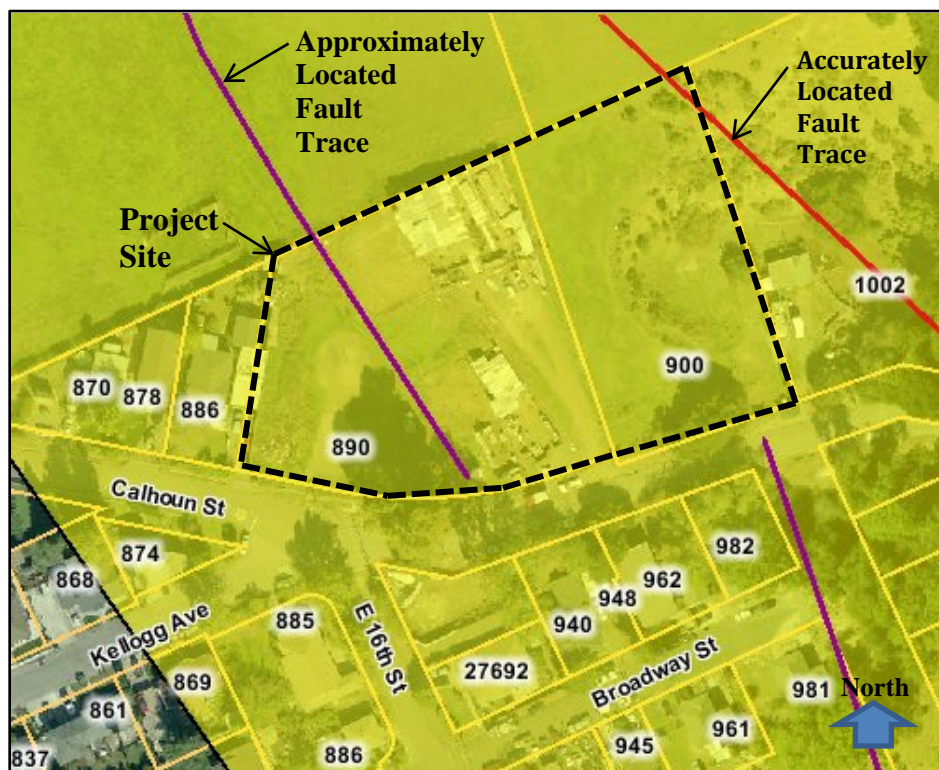 Approximately
Located
Fault
Trace
Accurately
Located
Fault
Trace
Project
Site
1002
900
870
878
886
890
Calhoun St
874
868
982
962
948
940
885
Kellogg Ave
E 16th St
27692
Broadway St
869
861
981
North
837
886
945
961